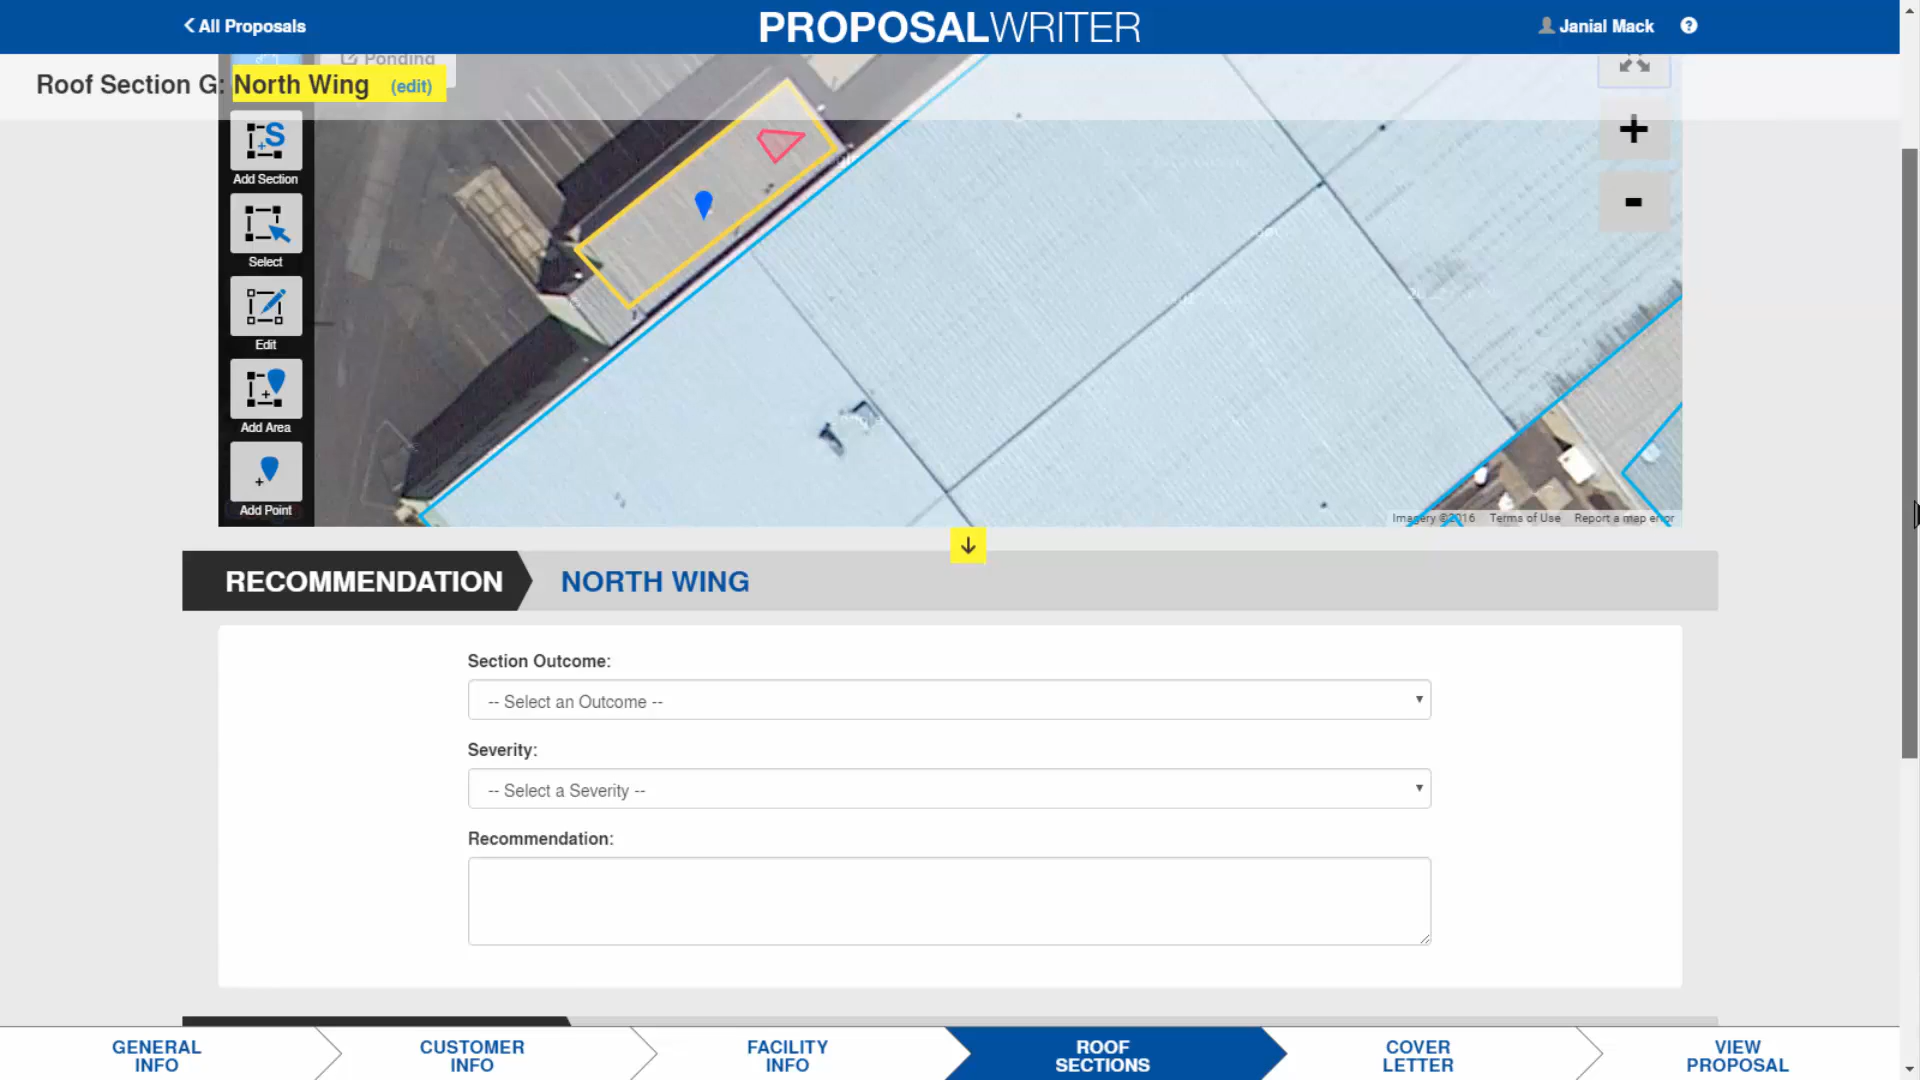 All Proposals
PROPOSALWRITER
Janial Mack
?
Ponding
Roof Section G: North Wing (edit)
S
Add Section
Select
Edit
Add Area
Add Point
+
-
Imagery ©2016 Terms of Use Report a map error
RECOMMENDATION
NORTH WING
Section Outcome:
-- Select an Outcome --
Severity:
-- Select a Severity --
Recommendation:
GENERAL
INFO
CUSTOMER
INFO
FACILITY
INFO
ROOF
SECTIONS
COVER
LETTER
VIEW
PROPOSAL